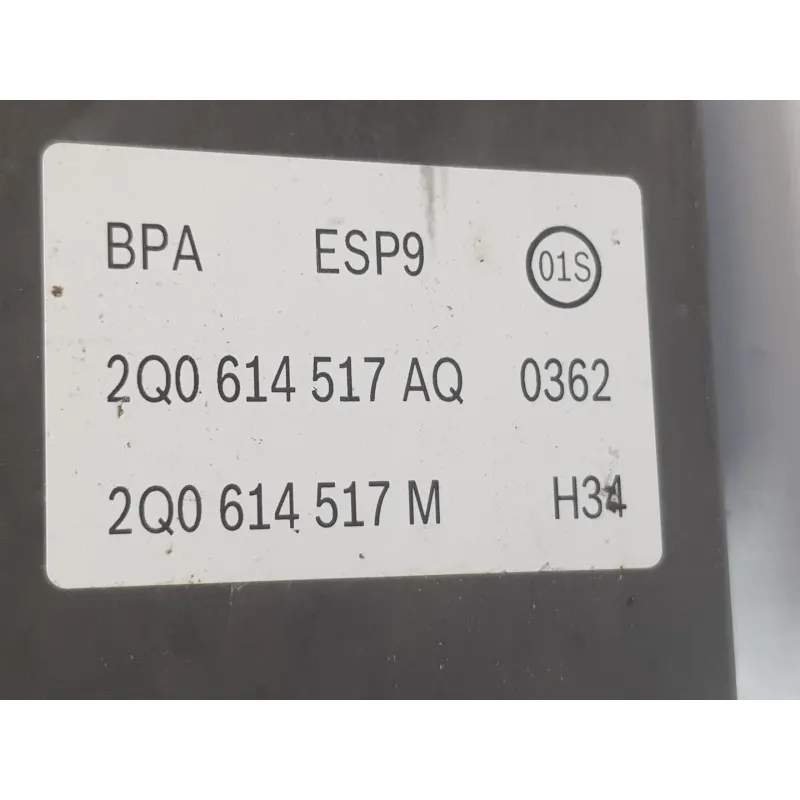 BPA ESP9 01S
2Q0 614 517 AQ 0362
2Q0 614 517 M H34